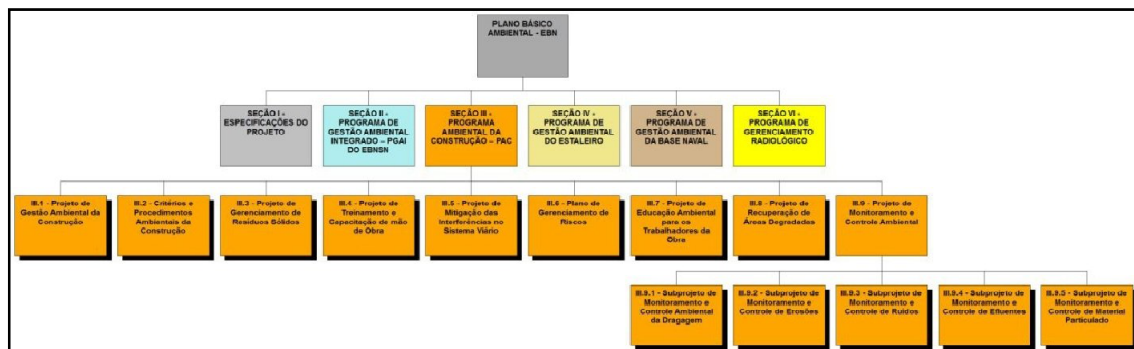 PLANO BÁSICO
AMBIENTAL - EBN
SEÇÃO I -
ESPECIFICAÇÕES DO
PROJETO
SEÇÃO II -
PROGRAMA DE
GESTÃO AMBIENTAL
INTEGRADO – PGAI
DO EBNSN
SEÇÃO III -
PROGRAMA
AMBIENTAL DA
CONSTRUÇÃO – PAC
SEÇÃO IV -
PROGRAMA DE
GESTÃO AMBIENTAL
DO ESTALEIRO
SEÇÃO V -
PROGRAMA DE
GESTÃO AMBIENTAL
DA BASE NAVAL
SEÇÃO VI -
PROGRAMA DE
GERENCIAMENTO
RADIOLÓGICO
III.1 - Projeto de
Gestão Ambiental da
Construção
III.2 - Critérios e
Procedimentos
Ambientais da
Construção
III.3 - Projeto de
Gerenciamento de
Resíduos Sólidos
III.4 - Projeto de
Treinamento e
Capacitação de mão
de Obra
III.5 - Projeto de
Mitigação das
Interferências no
Sistema Viário
III.6 - Plano de
Gerenciamento de
Riscos
III.7 - Projeto de
Educação Ambiental
para os
Trabalhadores da
Obra
III.8 - Projeto de
Recuperação de
Áreas Degradadas
III.9 - Projeto de
Monitoramento e
Controle Ambiental
III.9.1 - Subprojeto de
Monitoramento e
Controle Ambiental
da Dragagem
III.9.2 - Subprojeto de
Monitoramento e
Controle de Erosões
III.9.3 - Subprojeto de
Monitoramento e
Controle de Ruídos
III.9.4 - Subprojeto de
Monitoramento e
Controle de Efluentes
III.9.5 - Subprojeto de
Monitoramento e
Controle de Material
Particulado